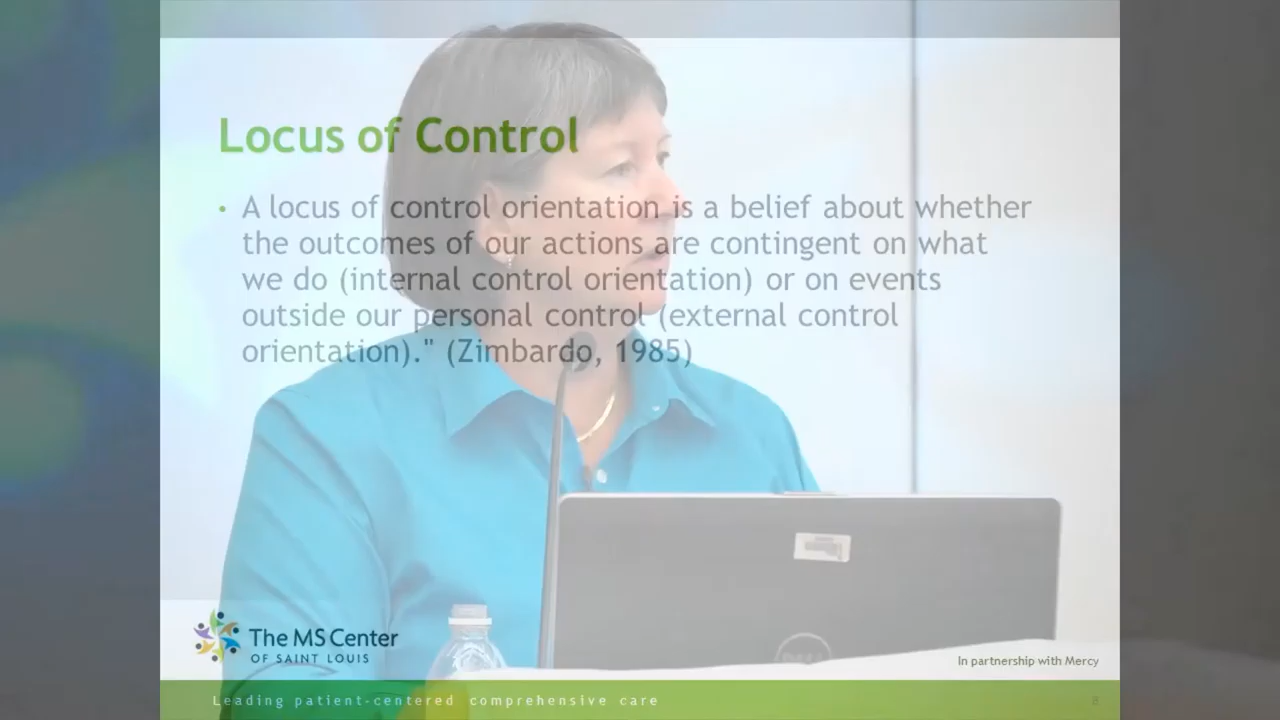 Locus of Control
• A locus of control orientation is a belief about whether
the outcomes of our actions are contingent on what
we do (internal control orientation) or on events
outside our personal control (external control
orientation)." (Zimbardo, 1985)
The MS Center
OF SAINT LOUIS
In partnership with Mercy
Leading patient-centered comprehensive care
8